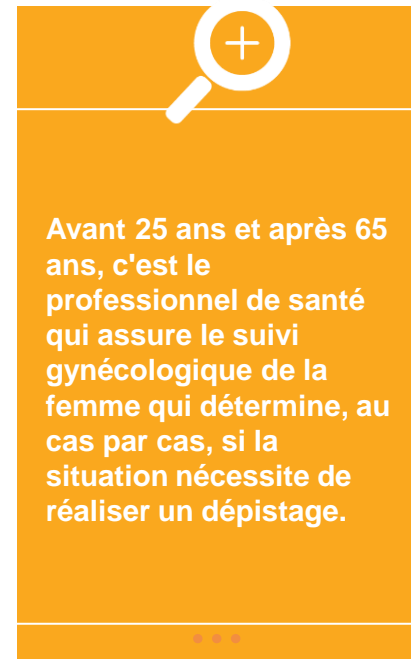 Avant 25 ans et après 65
ans, c'est le
professionnel de santé
qui assure le suivi
gynécologique de la
femme qui détermine, au
cas par cas, si la
situation nécessite de
réaliser un dépistage.